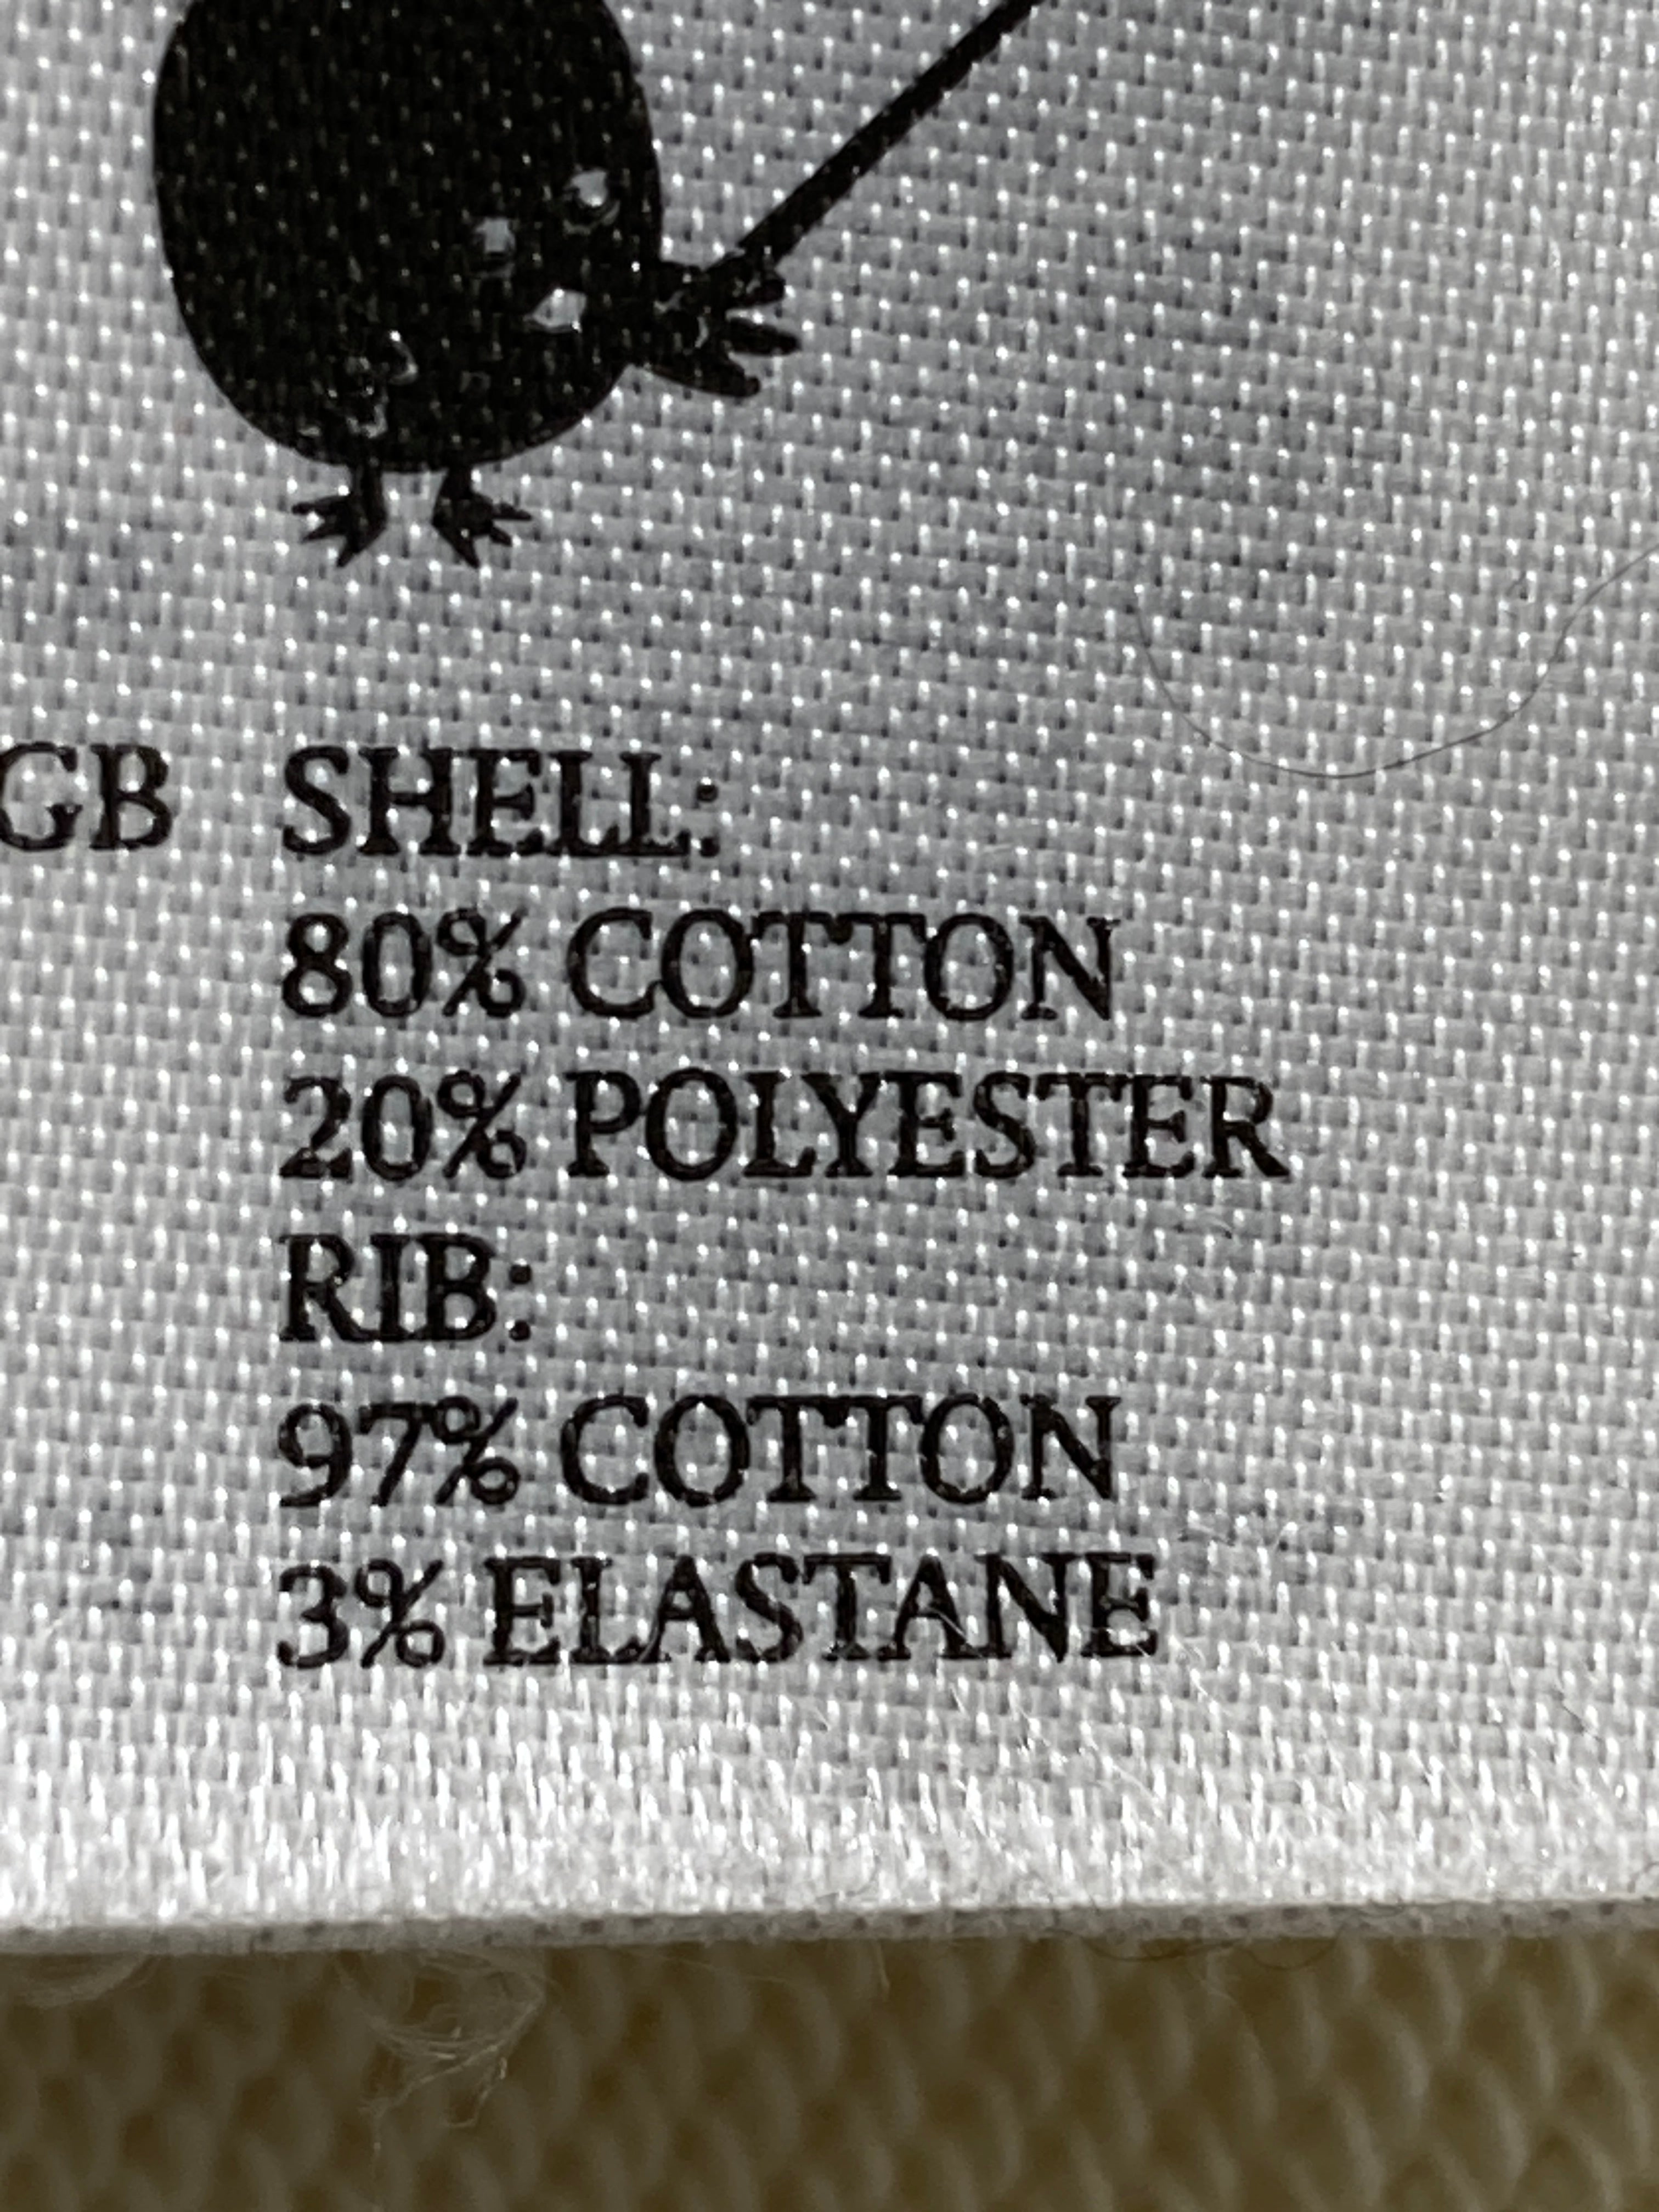 GB SHELL:
80% COTTON
20% POLYESTER
RIB:
97% COTTON
3% ELASTANE